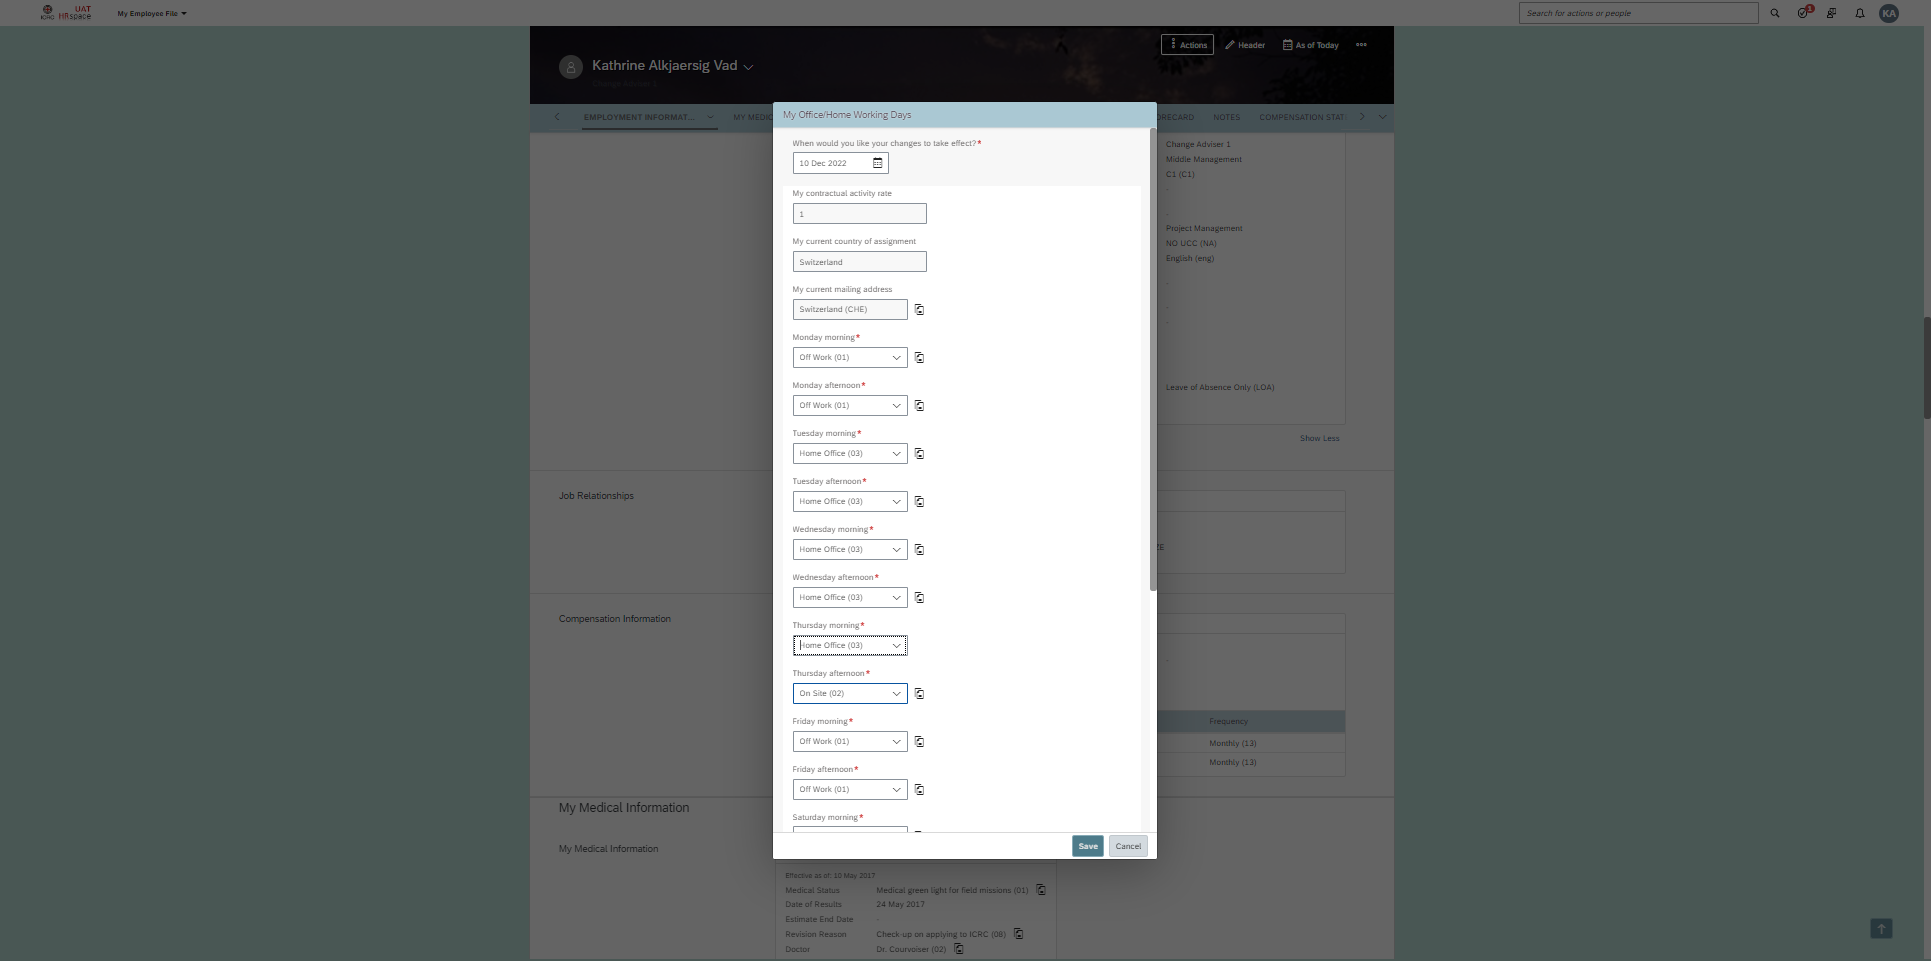 ICRC
UAT
HRspace
My Employee File
Search for actions or people
1
KA
Actions
Header
As of Today
Kathrine Alkjaersig Vad
Change Adviser 1
EMPLOYMENT INFORMAT...
MY MEDIC
ORECARD
NOTES
COMPENSATION STAT
My Office/Home Working Days
When would you like your changes to take effect?*
10 Dec 2022
My contractual activity rate
1
My current country of assignment
Switzerland
My current mailing address
Switzerland (CHE)
Monday morning*
Off Work (01)
Monday afternoon*
Off Work (01)
Tuesday morning*
Home Office (03)
Tuesday afternoon*
Home Office (03)
Wednesday morning*
Home Office (03)
Wednesday afternoon*
Home Office (03)
Thursday morning*
Home Office (03)
Thursday afternoon*
On Site (02)
Friday morning*
Off Work (01)
Friday afternoon*
Off Work (01)
Saturday morning*
Save
Cancel
Change Adviser 1
Middle Management
C1 (C1)
-
-
Project Management
NO UCC (NA)
English (eng)
-
-
-
Leave of Absence Only (LOA)
Show Less
Job Relationships
ZE
Compensation Information
-
Frequency
Monthly (13)
Monthly (13)
My Medical Information
My Medical Information
Effective as of: 10 May 2017
Medical Status
Medical green light for field missions (01)
Date of Results
24 May 2017
Estimate End Date
-
Revision Reason
Check-up on applying to ICRC (08)
Doctor
Dr. Courvoiser (02)